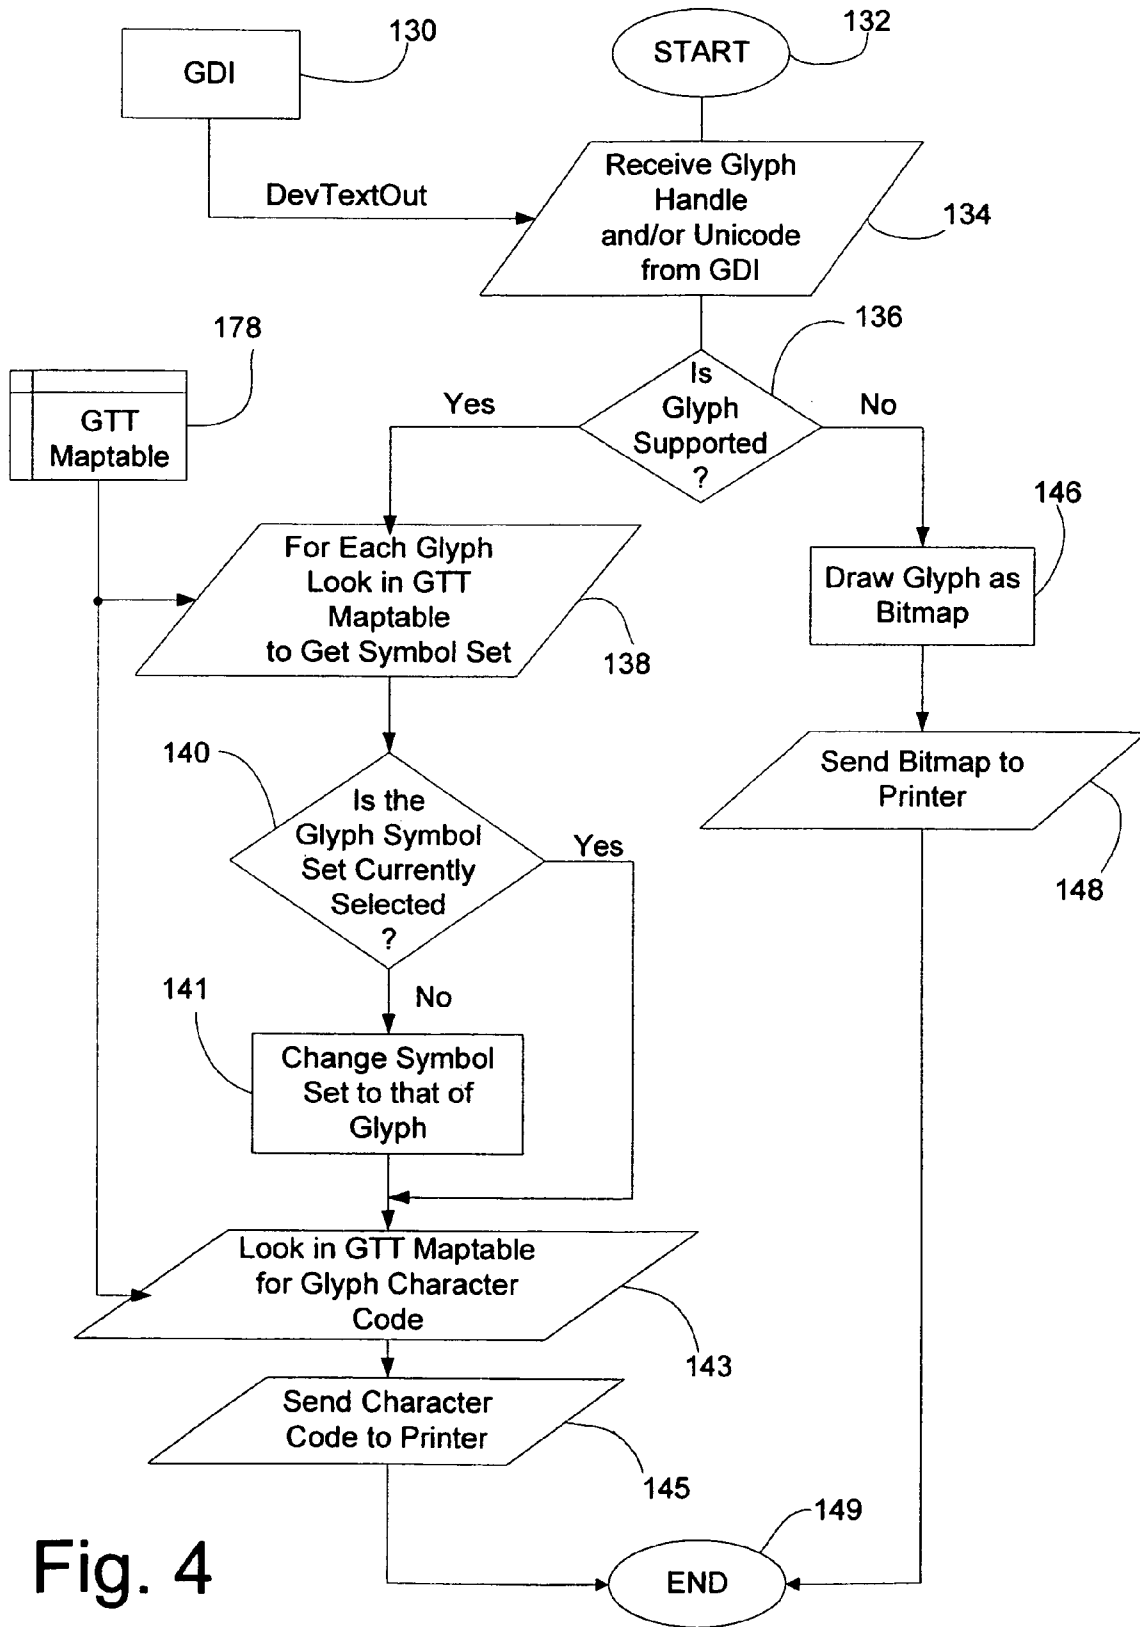 130
132
GDI
START
Receive Glyph
Handle
and/or Unicode
from GDI
DevTextOut
134
178
136
Is
Glyph
Supported
?
Yes
No
GTT
Maptable
146
For Each Glyph
Look in GTT
Maptable
to Get Symbol Set
Draw Glyph as
Bitmap
138
140
Send Bitmap to
Printer
Is the
Glyph Symbol
Set Currently
Selected
?
Yes
148
No
141
Change Symbol
Set to that of
Glyph
Look in GTT Maptable
for Glyph Character
Code
143
Send Character
Code to Printer
145
149
END
Fig. 4